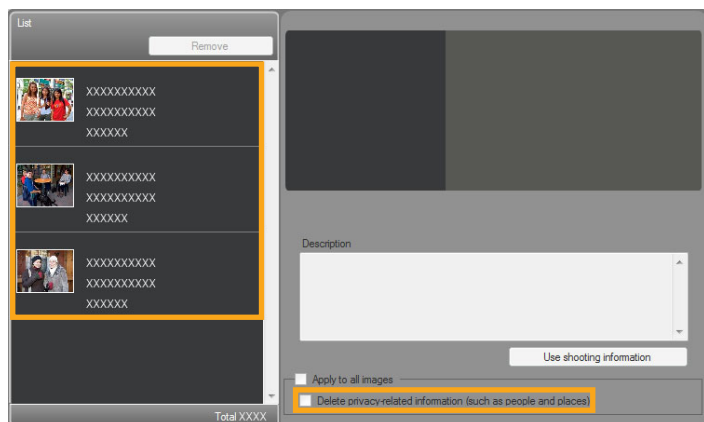 List
Remove
XXXXXXXXXX
XXXXXXXXXX
XXXXXX
XXXXXXXXXX
XXXXXXXXXX
XXXXXX
XXXXXXXXXX
XXXXXXXXXX
XXXXXX
Total XXXX
Description
Use shooting information
Apply to all images
Delete privacy-related information (such as people and places)